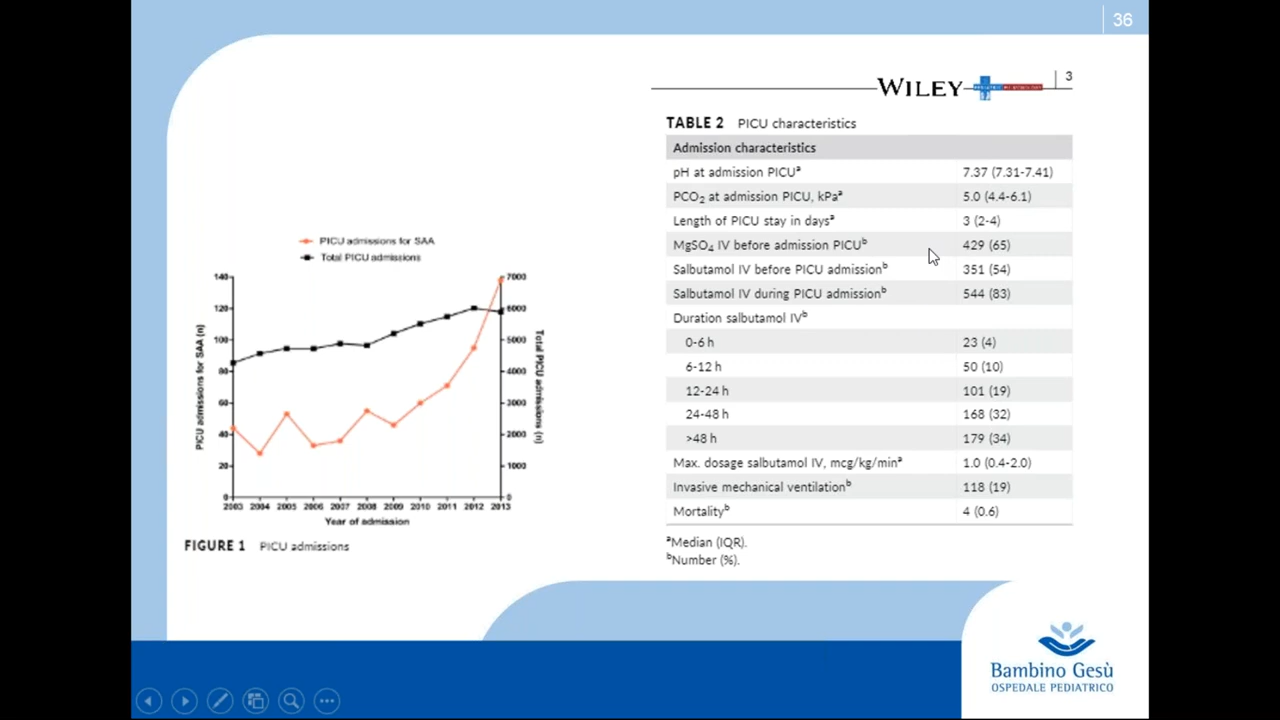 36
WILEY
3
TABLE 2 PICU characteristics
Admission characteristics
pH at admission PICUᵃ 7.37 (7.31-7.41)
PCO₂ at admission PICU, kPaᵃ 5.0 (4.4-6.1)
Length of PICU stay in daysᵃ 3 (2-4)
MgSO₄ IV before admission PICUᵇ 429 (65)
Salbutamol IV before PICU admissionᵇ 351 (54)
Salbutamol IV during PICU admissionᵇ 544 (83)
Duration salbutamol IVᵇ
0-6 h 23 (4)
6-12 h 50 (10)
12-24 h 101 (19)
24-48 h 168 (32)
>48 h 179 (34)
Max. dosage salbutamol IV, mcg/kg/minᵃ 1.0 (0.4-2.0)
Invasive mechanical ventilationᵇ 118 (19)
Mortalityᵇ 4 (0.6)
ᵃMedian (IQR).
ᵇNumber (%).
PICU admissions for SAA
Total PICU admissions
PICU admissions for SAA (n)
140
120
100
80
60
40
20
0
7000
6000
5000
4000
3000
2000
1000
0
Total PICU admissions (n)
2003 2004 2005 2006 2007 2008 2009 2010 2011 2012 2013
Year of admission
FIGURE 1 PICU admissions
Bambino Gesù
OSPEDALE PEDIATRICO